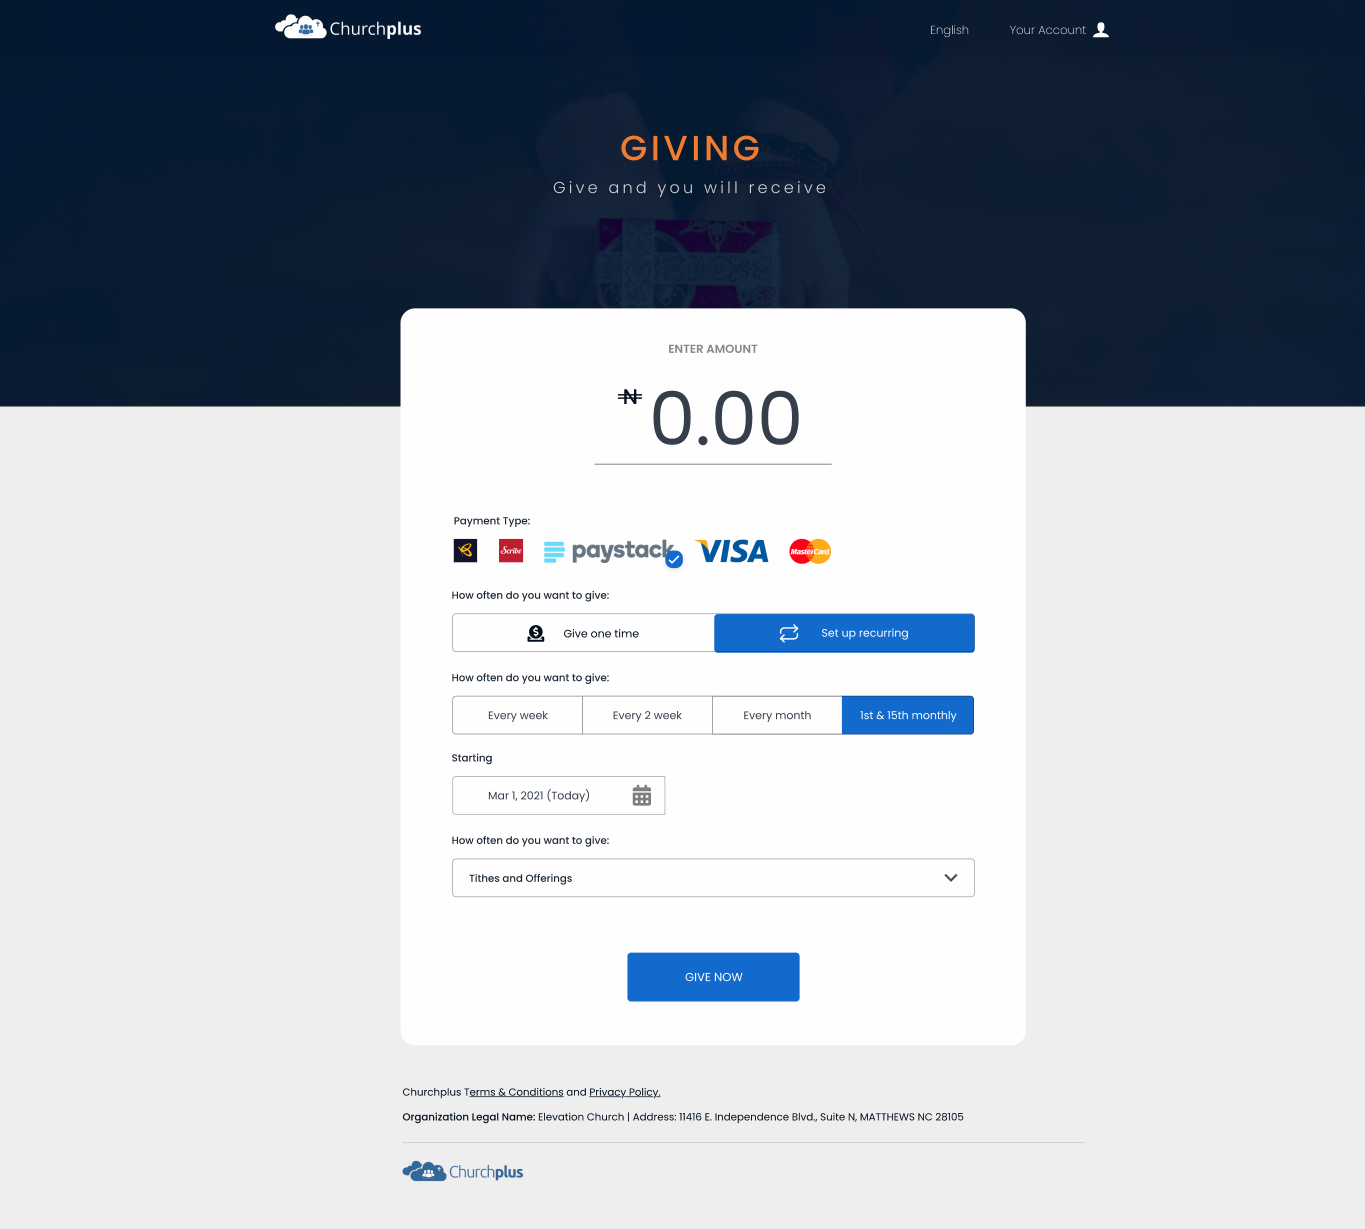 Churchplus
English
Your Account
GIVING
Give and you will receive
ENTER AMOUNT
₦ 0.00
Payment Type:
Scribe
paystack
VISA
MasterCard
How often do you want to give:
Give one time
Set up recurring
How often do you want to give:
Every week
Every 2 week
Every month
1st & 15th monthly
Starting
Mar 1, 2021 (Today)
How often do you want to give:
Tithes and Offerings
GIVE NOW
Churchplus Terms & Conditions and Privacy Policy.
Organization Legal Name: Elevation Church | Address: 11416 E. Independence Blvd., Suite N, MATTHEWS NC 28105
Churchplus